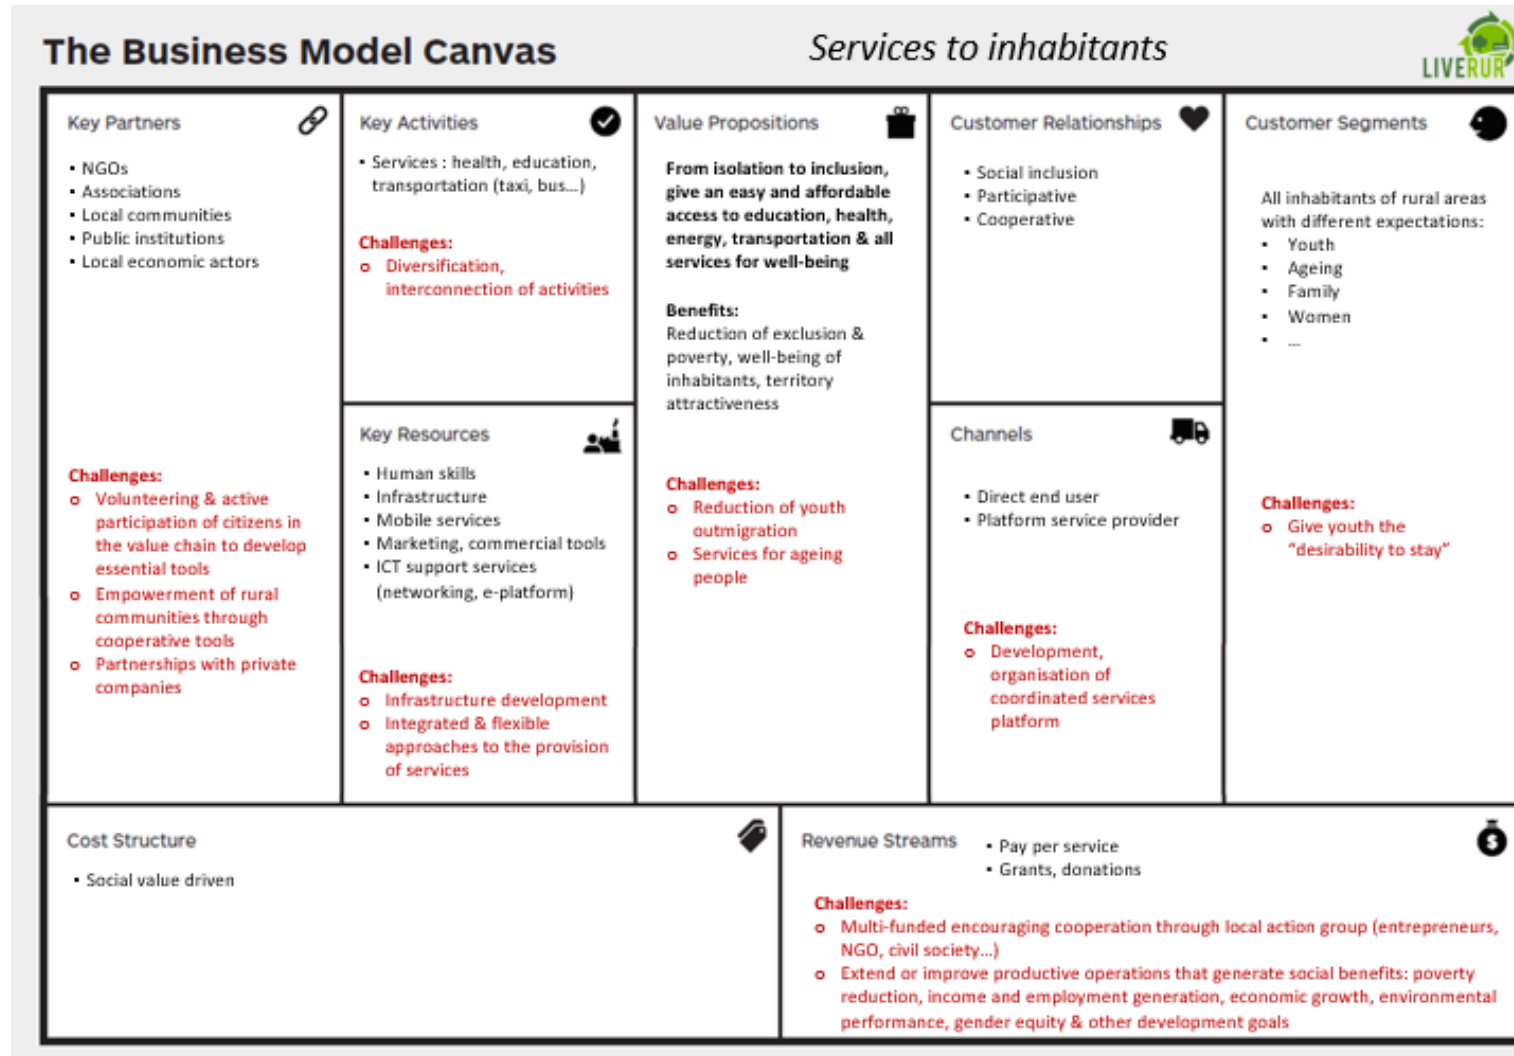 The Business Model Canvas
Services to inhabitants
LIVERUR
Key Partners
▪ NGOs
▪ Associations
▪ Local communities
▪ Public institutions
▪ Local economic actors
Challenges:
o Volunteering & active
participation of citizens in
the value chain to develop
essential tools
o Empowerment of rural
communities through
cooperative tools
o Partnerships with private
companies
Key Activities
▪ Services : health, education,
transportation (taxi, bus...)
Challenges:
o Diversification,
interconnection of activities
Key Resources
▪ Human skills
▪ Infrastructure
▪ Mobile services
▪ Marketing, commercial tools
▪ ICT support services
(networking, e-platform)
Challenges:
o Infrastructure development
o Integrated & flexible
approaches to the provision
of services
Value Propositions
From isolation to inclusion,
give an easy and affordable
access to education, health,
energy, transportation & all
services for well-being
Benefits:
Reduction of exclusion &
poverty, well-being of
inhabitants, territory
attractiveness
Challenges:
o Reduction of youth
outmigration
o Services for ageing
people
Customer Relationships
▪ Social inclusion
▪ Participative
▪ Cooperative
Channels
▪ Direct end user
▪ Platform service provider
Challenges:
o Development,
organisation of
coordinated services
platform
Customer Segments
All inhabitants of rural areas
with different expectations:
▪ Youth
▪ Ageing
▪ Family
▪ Women
▪ ...
Challenges:
o Give youth the
“desirability to stay”
Cost Structure
▪ Social value driven
Revenue Streams
▪ Pay per service
▪ Grants, donations
$
Challenges:
o Multi-funded encouraging cooperation through local action group (entrepreneurs,
NGO, civil society...)
o Extend or improve productive operations that generate social benefits: poverty
reduction, income and employment generation, economic growth, environmental
performance, gender equity & other development goals